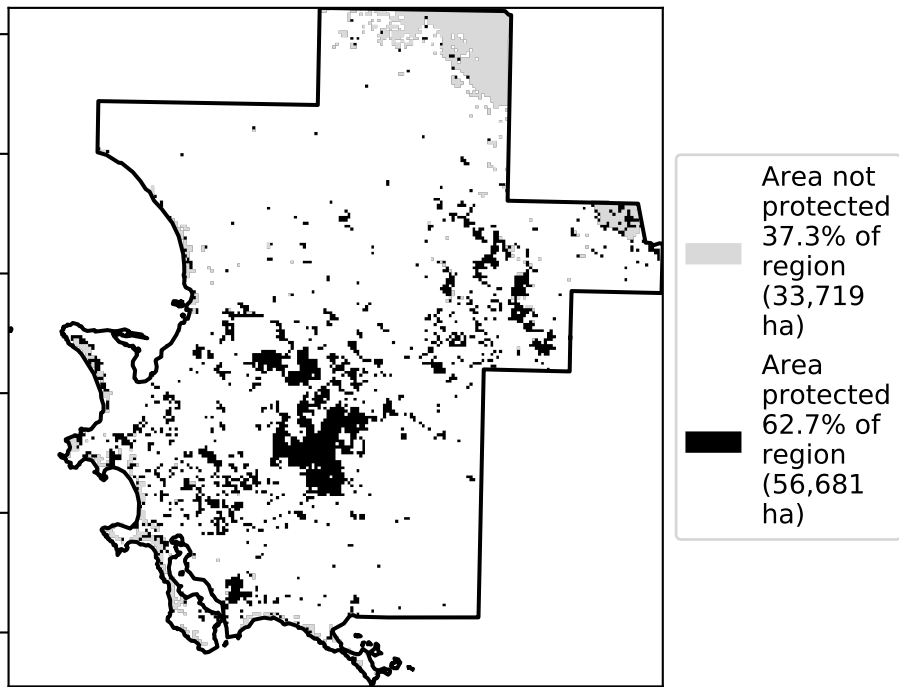 Area not
protected
37.3% of
region
(33,719
ha)
Area
protected
62.7% of
region
(56,681
ha)